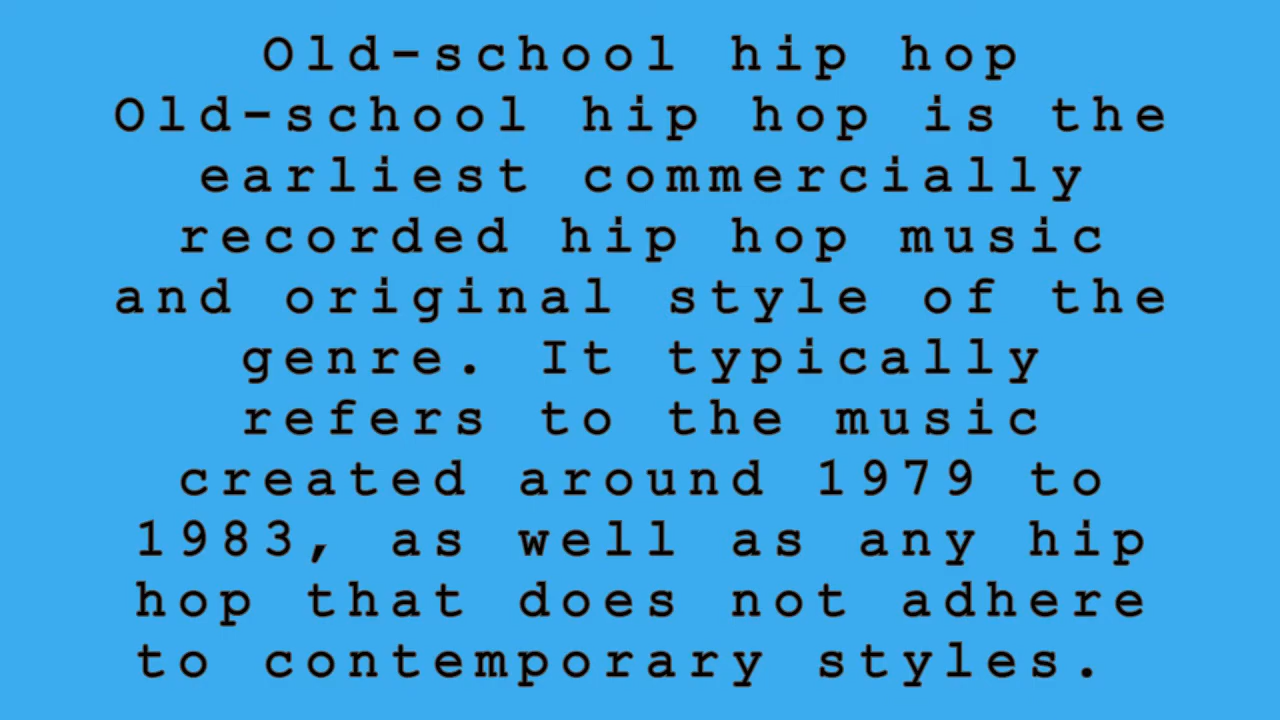 Old-school hip hop
Old-school hip hop is the
earliest commercially
recorded hip hop music
and original style of the
genre. It typically
refers to the music
created around 1979 to
1983, as well as any hip
hop that does not adhere
to contemporary styles.